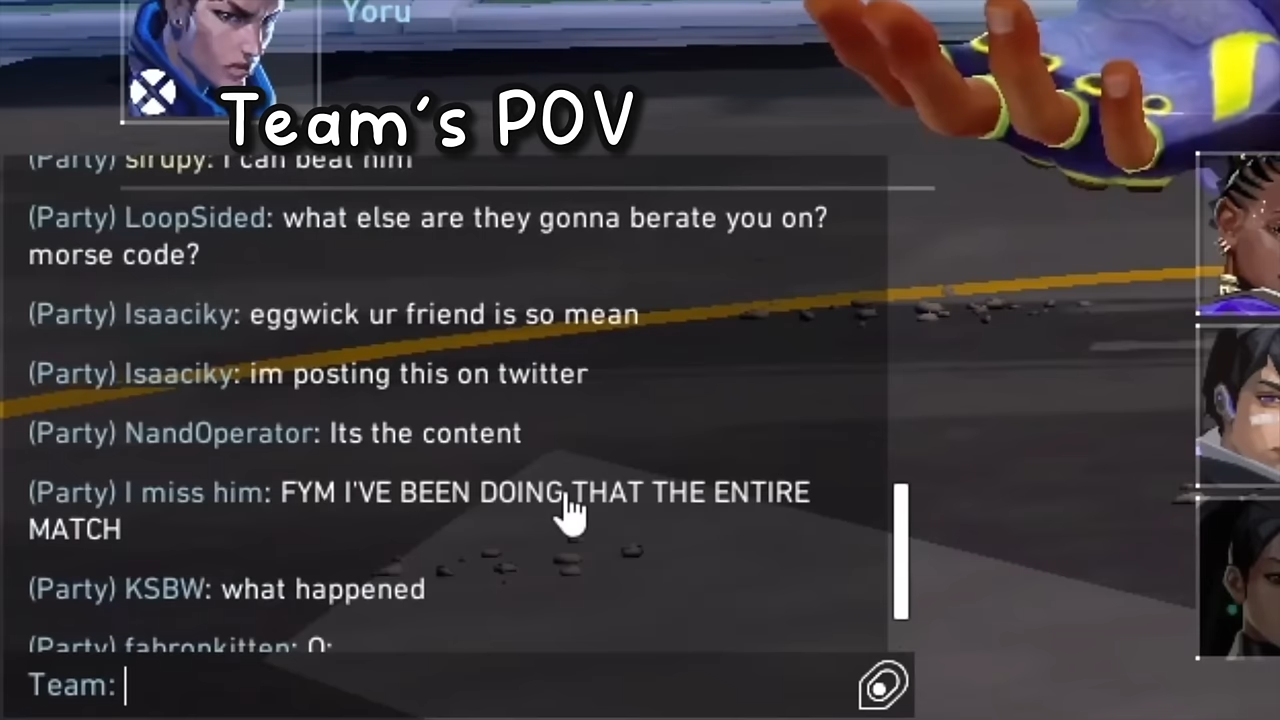 Yoru
Team's POV
(Party) sirupy: I can beat him
(Party) LoopSided: what else are they gonna berate you on?
morse code?
(Party) Isaaciky: eggwick ur friend is so mean
(Party) Isaaciky: im posting this on twitter
(Party) NandOperator: Its the content
(Party) I miss him: FYM I'VE BEEN DOING THAT THE ENTIRE
MATCH
(Party) KSBW: what happened
(Party) fahronkitten: O:
Team: